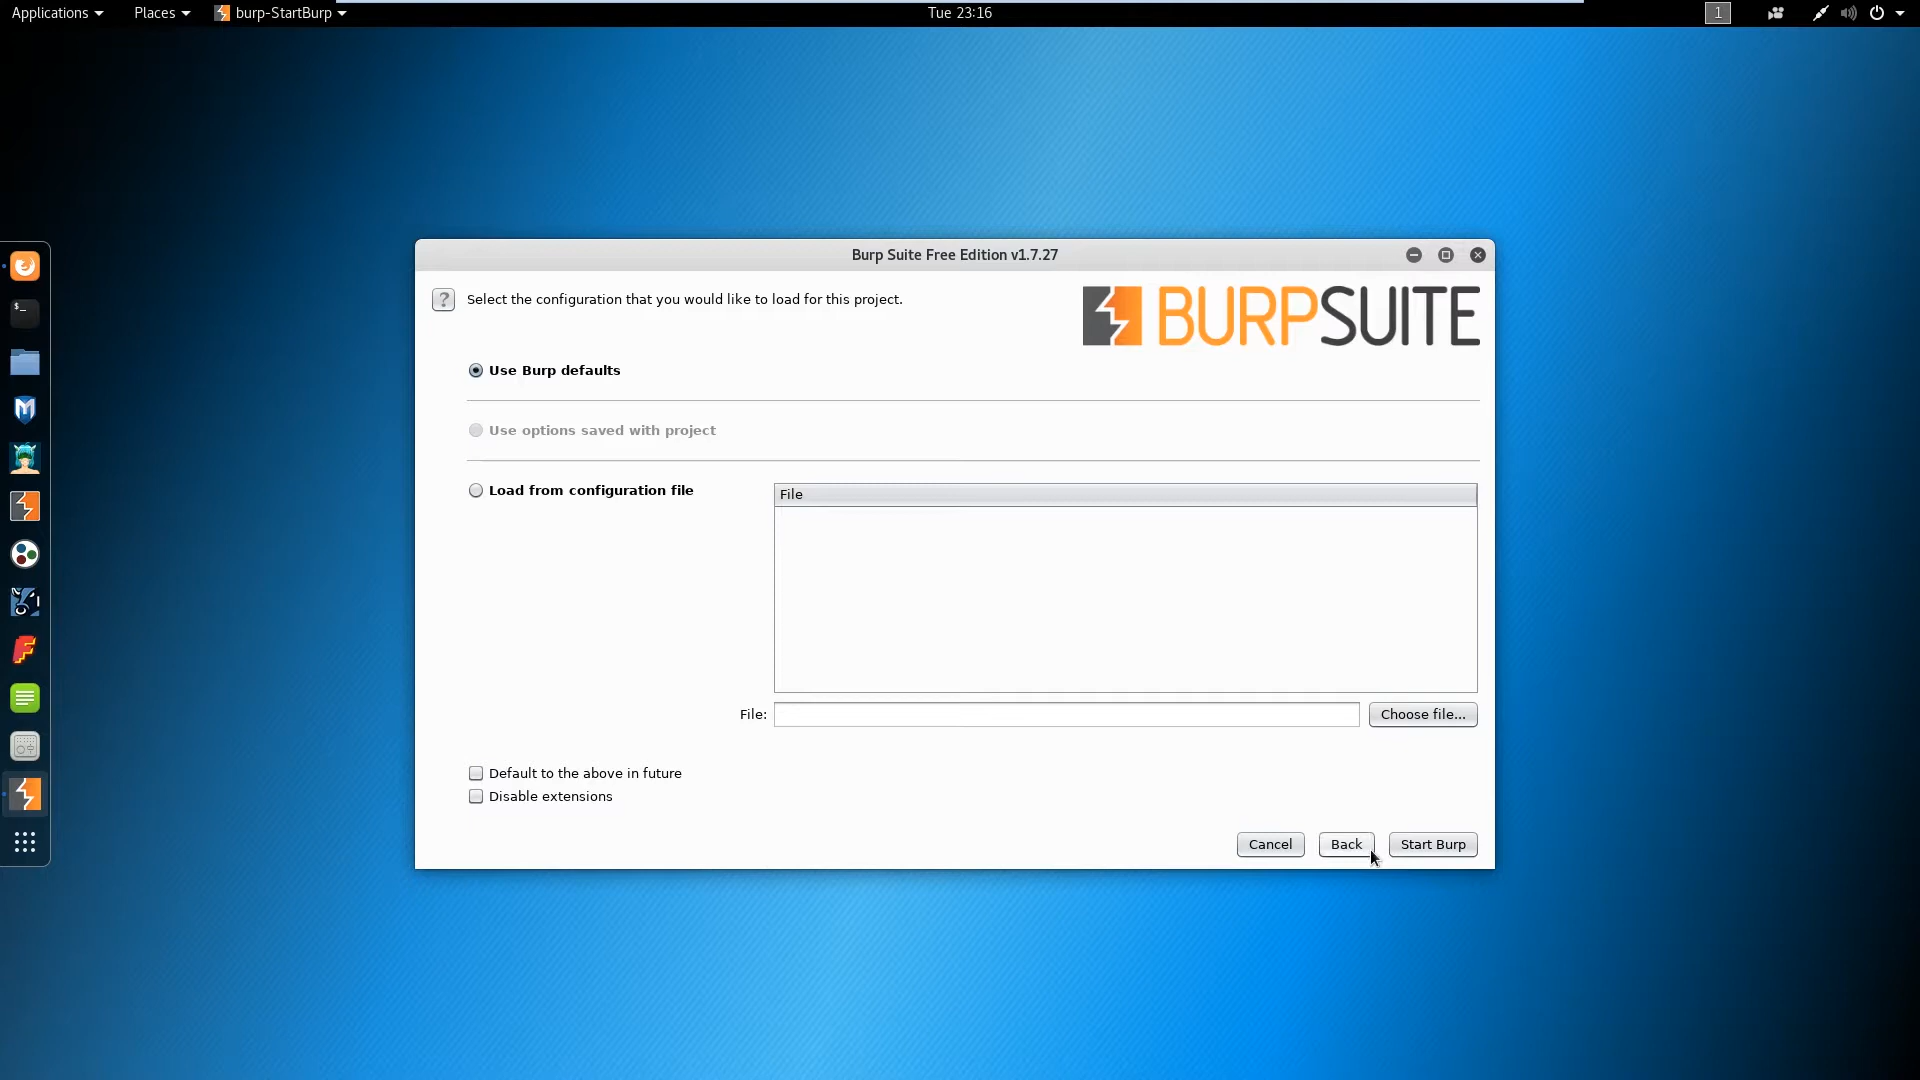 Applications Places burp-StartBurp Tue 23:16 1
$_
Burp Suite Free Edition v1.7.27
? Select the configuration that you would like to load for this project.
BURPSUITE
Use Burp defaults
Use options saved with project
Load from configuration file
File
File: Choose file...
Default to the above in future
Disable extensions
Cancel Back Start Burp